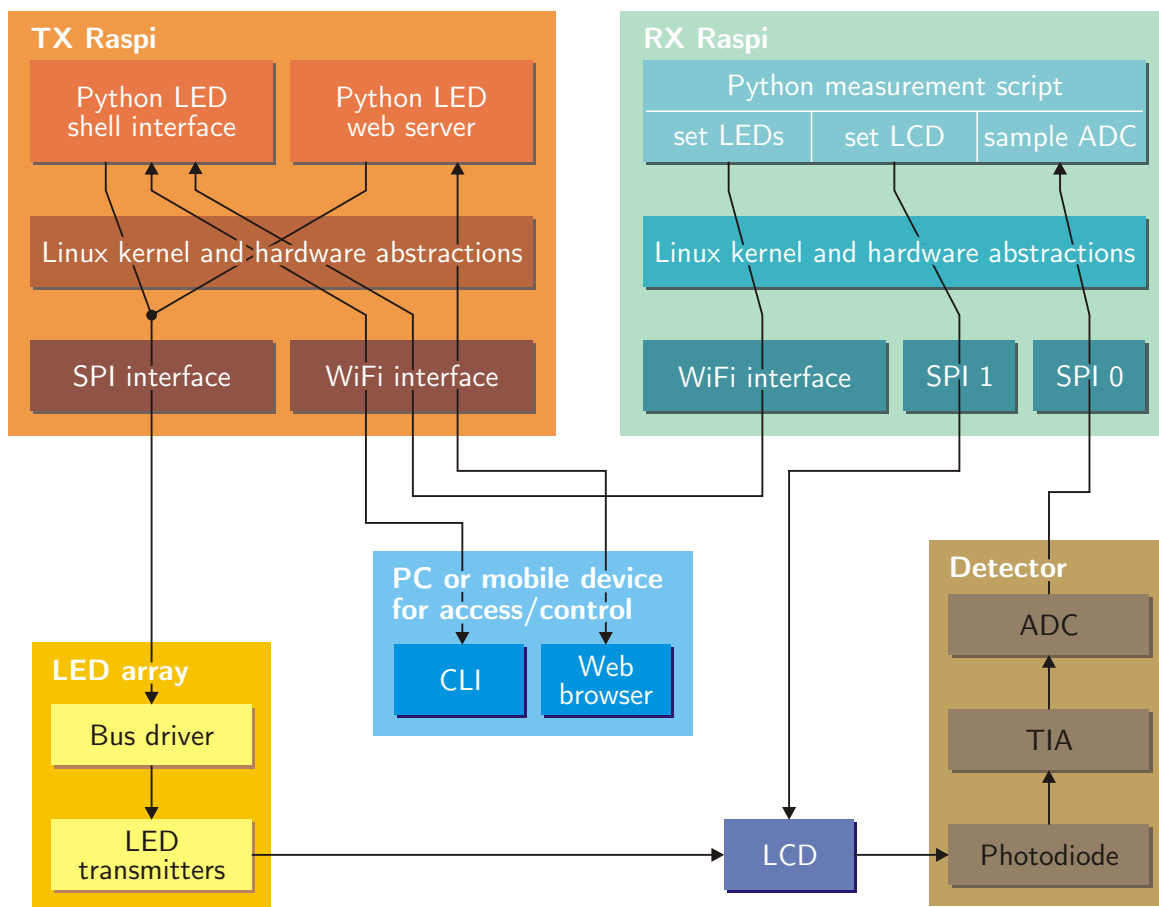 TX Raspi
Python LED
shell interface
Python LED
web server
Linux kernel and hardware abstractions
SPI interface
WiFi interface
RX Raspi
Python measurement script
set LEDs
set LCD
sample ADC
Linux kernel and hardware abstractions
WiFi interface
SPI 1
SPI 0
PC or mobile device
for access/control
CLI
Web
browser
LED array
Bus driver
LED
transmitters
LCD
Detector
ADC
TIA
Photodiode